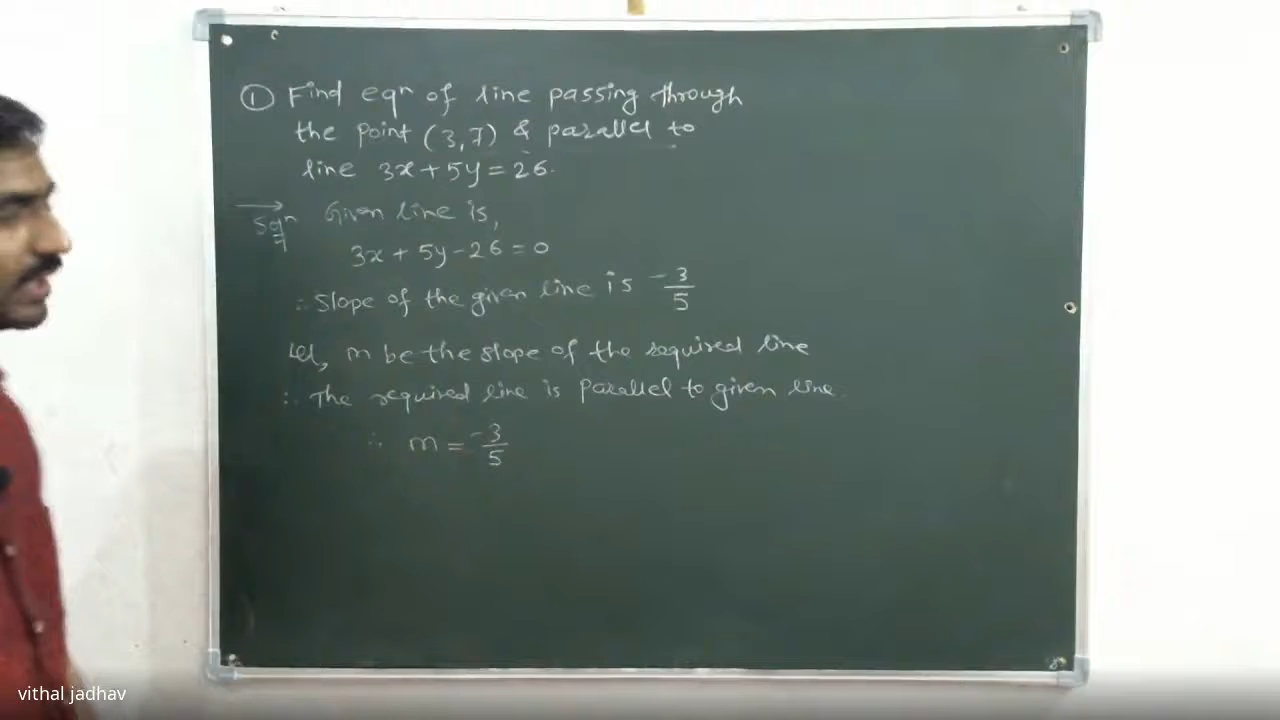 ① Find eqn of line passing through
the point (3,7) & parallel to
line 3x+5y=26.
Given line is,
3x + 5y - 26 = 0
∴ Slope of the given line is -3/5
Let, m be the slope of the required line
∴ The required line is parallel to given line.
∴ m = -3/5
vithal jadhav